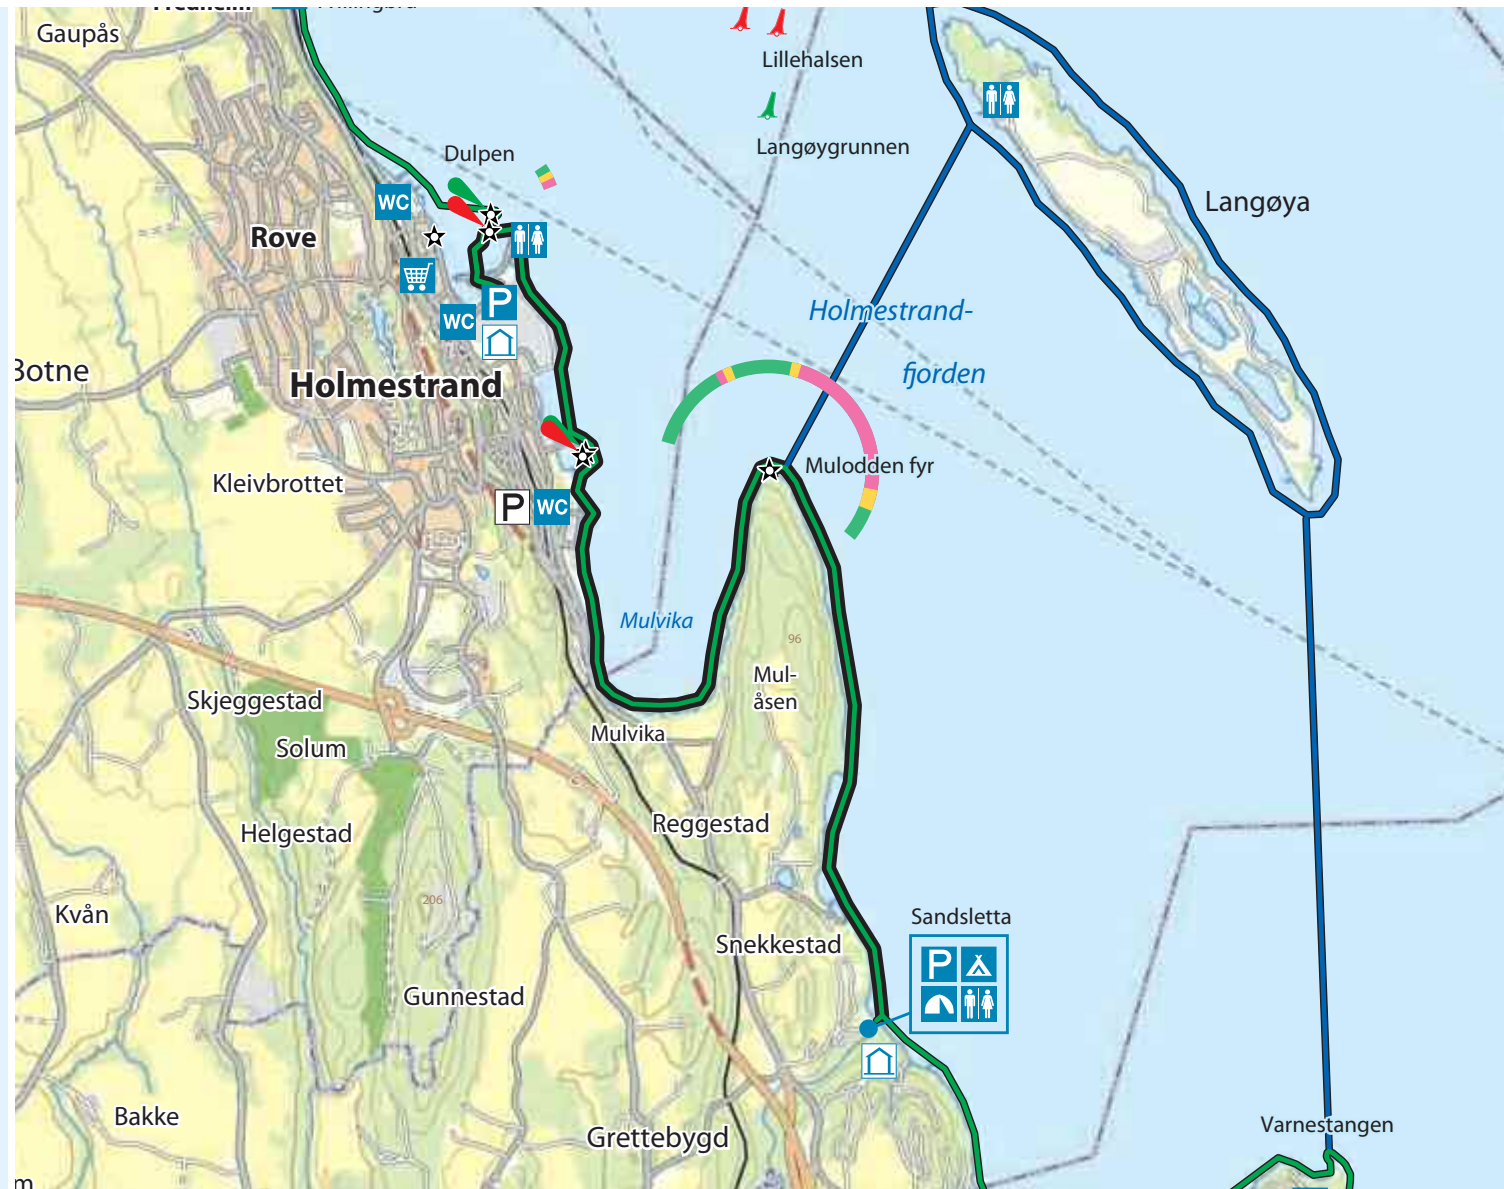 Gaupås
Lillehalsen
Langøygrunnen
Dulpen
WC
Langøya
Rove
Holmestrand-
fjorden
P
WC
Botne
Holmestrand
Mulodden fyr
Kleivbrottet
P
WC
Mulvika
96
Mul-
åsen
Skjeggestad
Mulvika
Solum
Reggestad
Helgestad
206
Kvån
Sandsletta
Snekkestad
P
Gunnestad
Bakke
Varnestangen
Grettebygd